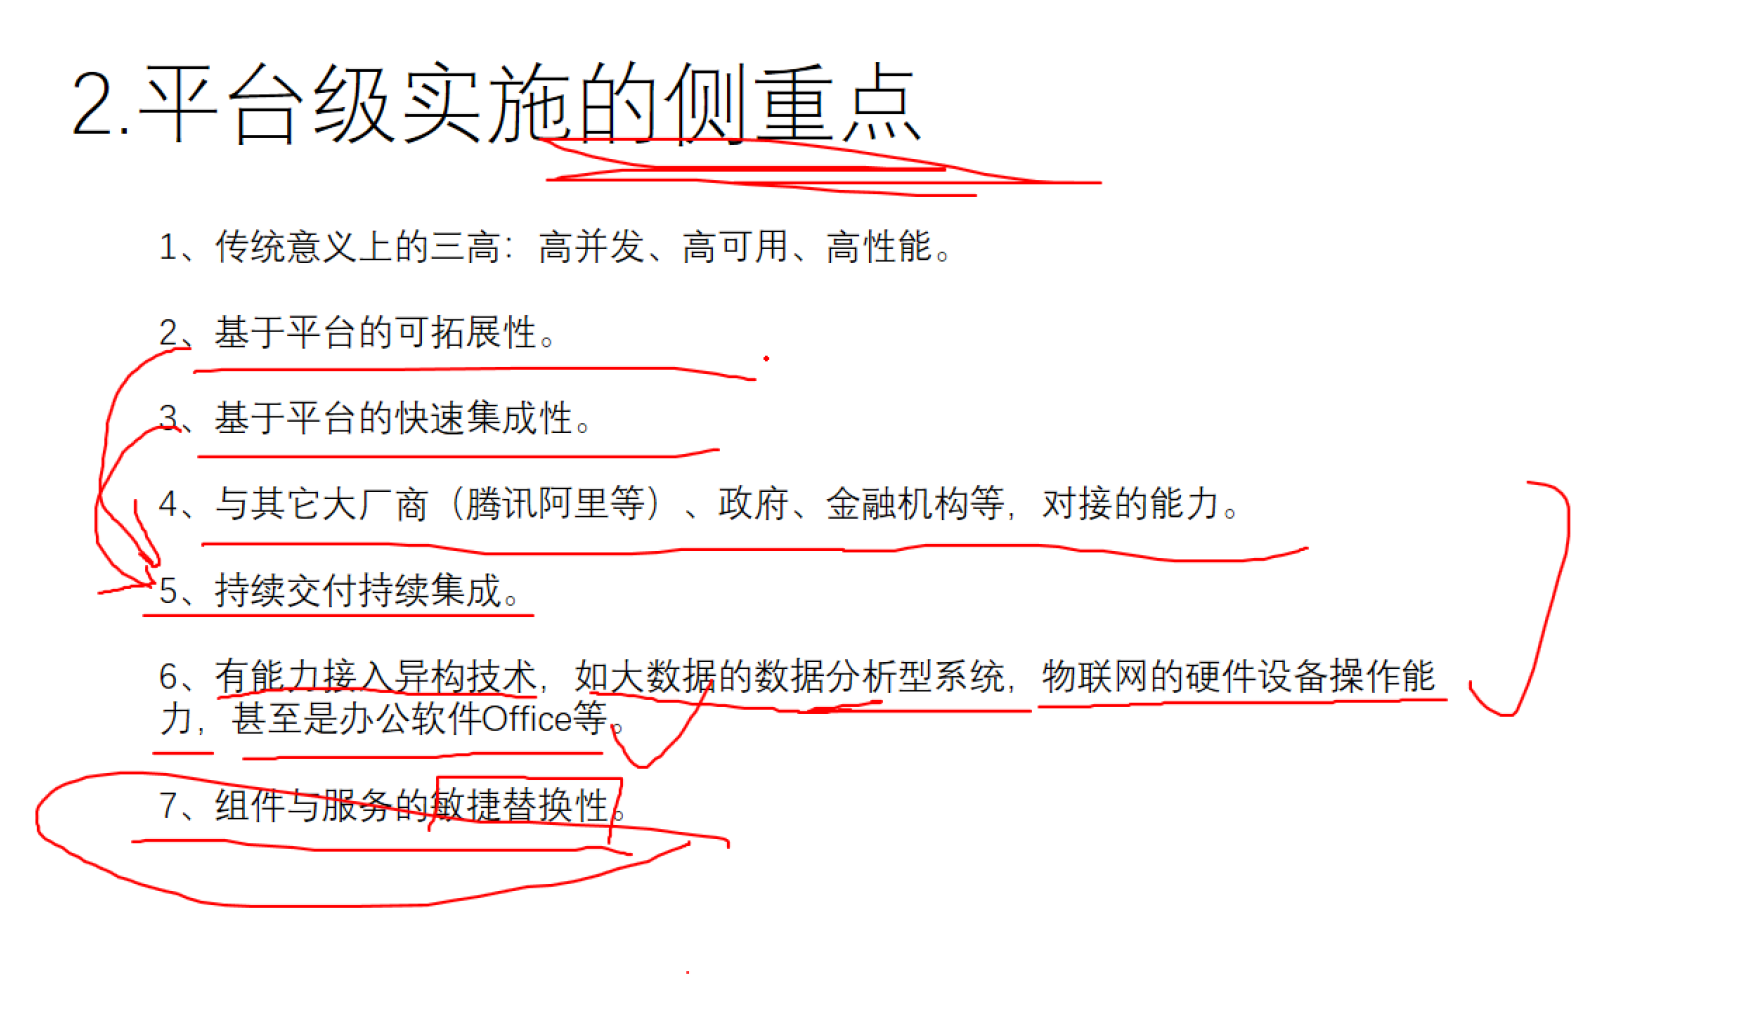 2.平台级实施的侧重点
1、传统意义上的三高：高并发、高可用、高性能。
2、基于平台的可拓展性。
3、基于平台的快速集成性。
4、与其它大厂商（腾讯阿里等）、政府、金融机构等，对接的能力。
5、持续交付持续集成。
6、有能力接入异构技术，如大数据的数据分析型系统，物联网的硬件设备操作能
力，甚至是办公软件Office等。
7、组件与服务的敏捷替换性。